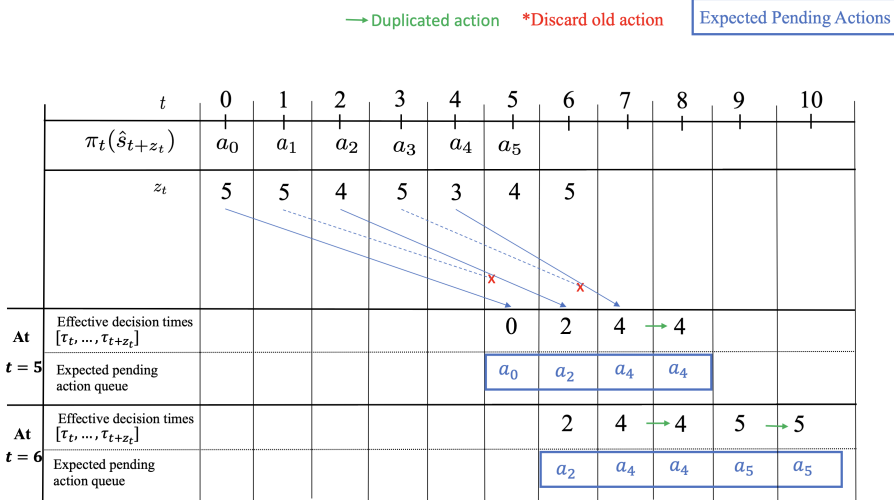 → Duplicated action *Discard old action Expected Pending Actions
t 0 1 2 3 4 5 6 7 8 9 10
π_t(ŝ_{t+z_t}) a_0 a_1 a_2 a_3 a_4 a_5
z_t 5 5 4 5 3 4 5
x
x
At t = 5
Effective decision times
[τ_t, ..., τ_{t+z_t}]
0 2 4 → 4
Expected pending
action queue
a_0 a_2 a_4 a_4
At t = 6
Effective decision times
[τ_t, ..., τ_{t+z_t}]
2 4 → 4 5 → 5
Expected pending
action queue
a_2 a_4 a_4 a_5 a_5